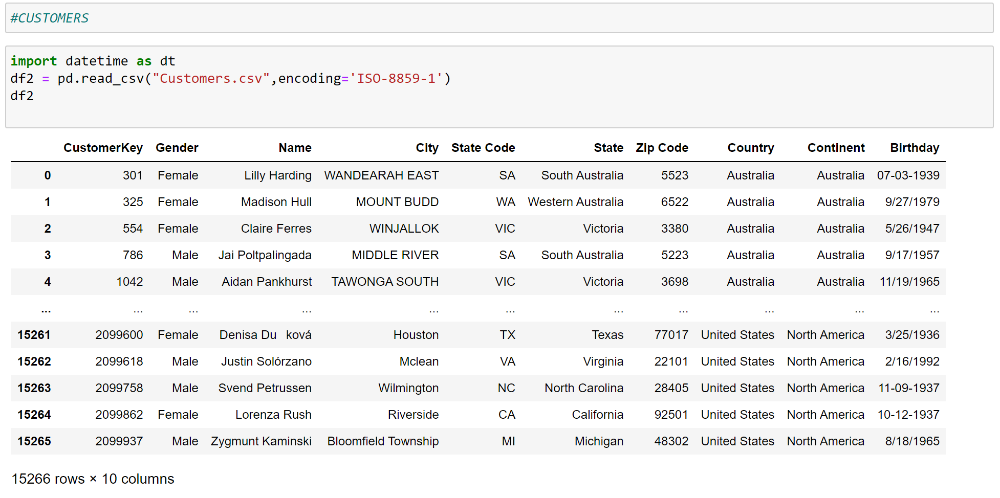 #CUSTOMERS
import datetime as dt
df2 = pd.read_csv("Customers.csv",encoding='ISO-8859-1')
df2
CustomerKey Gender Name City State Code State Zip Code Country Continent Birthday
0 301 Female Lilly Harding WANDEARAH EAST SA South Australia 5523 Australia Australia 07-03-1939
1 325 Female Madison Hull MOUNT BUDD WA Western Australia 6522 Australia Australia 9/27/1979
2 554 Female Claire Ferres WINJALLOK VIC Victoria 3380 Australia Australia 5/26/1947
3 786 Male Jai Poltpalingada MIDDLE RIVER SA South Australia 5223 Australia Australia 9/17/1957
4 1042 Male Aidan Pankhurst TAWONGA SOUTH VIC Victoria 3698 Australia Australia 11/19/1965
... ... ... ... ... ... ... ... ... ... ...
15261 2099600 Female Denisa Du ková Houston TX Texas 77017 United States North America 3/25/1936
15262 2099618 Male Justin Solórzano Mclean VA Virginia 22101 United States North America 2/16/1992
15263 2099758 Male Svend Petrussen Wilmington NC North Carolina 28405 United States North America 11-09-1937
15264 2099862 Female Lorenza Rush Riverside CA California 92501 United States North America 10-12-1937
15265 2099937 Male Zygmunt Kaminski Bloomfield Township MI Michigan 48302 United States North America 8/18/1965
15266 rows × 10 columns